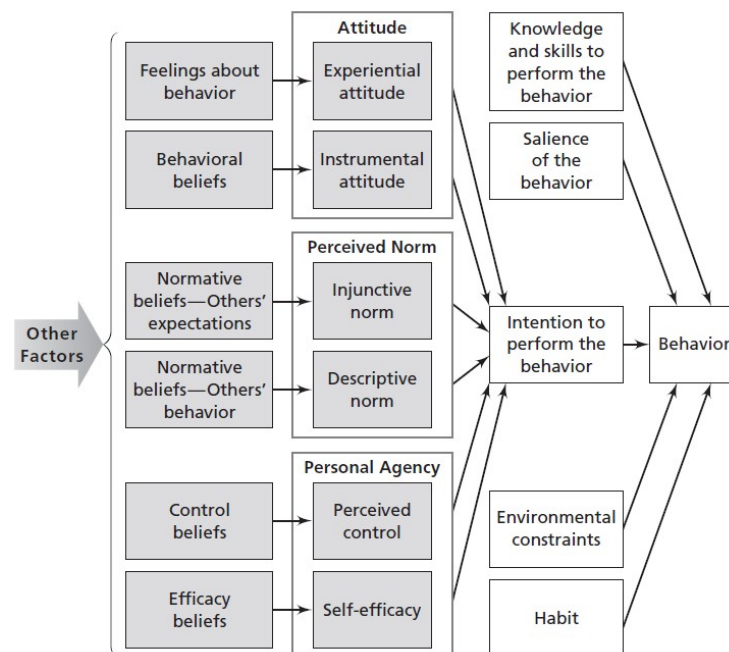 Attitude
Feelings about
behavior
Experiential
attitude
Behavioral
beliefs
Instrumental
attitude
Perceived Norm
Normative
beliefs—Others’
expectations
Injunctive
norm
Normative
beliefs—Others’
behavior
Descriptive
norm
Personal Agency
Control
beliefs
Perceived
control
Efficacy
beliefs
Self-efficacy
Other
Factors
Knowledge
and skills to
perform the
behavior
Salience
of the
behavior
Intention to
perform the
behavior
Behavior
Environmental
constraints
Habit